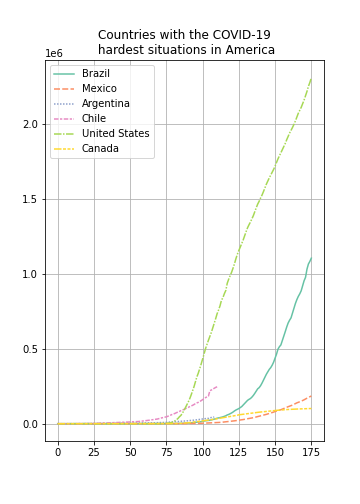 Countries with the COVID-19
hardest situations in America
1e6
Brazil
Mexico
Argentina
Chile
United States
Canada
2.0
1.5
1.0
0.5
0.0
0 25 50 75 100 125 150 175